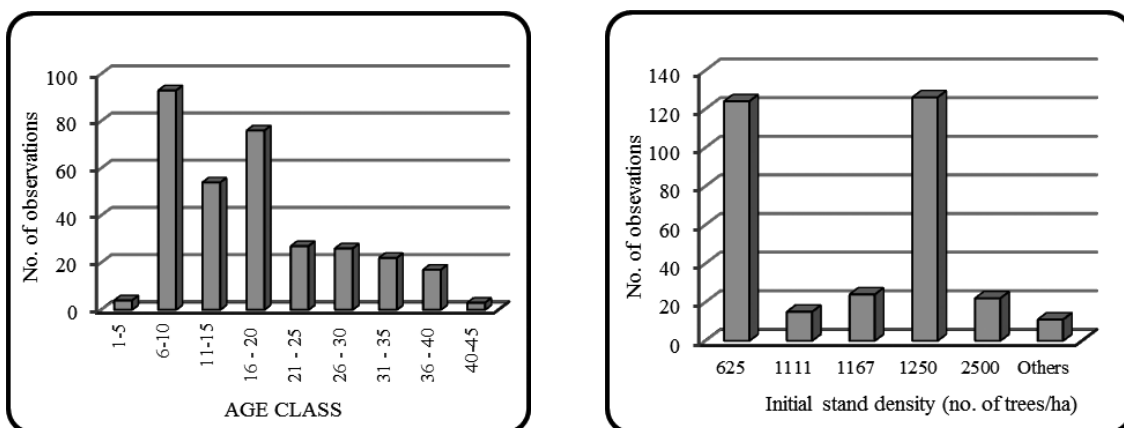 No. of observations
100
80
60
40
20
0
1-5
6-10
11-15
16 - 20
21 - 25
26 - 30
31 - 35
36 - 40
40-45
AGE CLASS
No. of obsevations
140
120
100
80
60
40
20
0
625 1111 1167 1250 2500 Others
Initial stand density (no. of trees/ha)